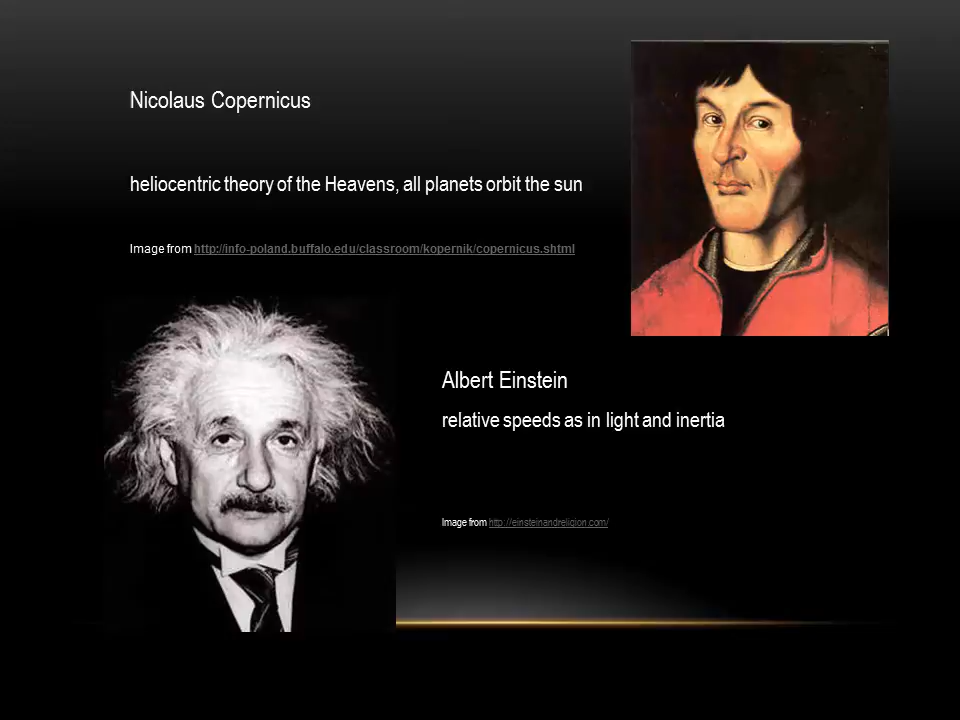 Nicolaus Copernicus
heliocentric theory of the Heavens, all planets orbit the sun
Image from http://info-poland.buffalo.edu/classroom/kopernik/copernicus.shtml
Albert Einstein
relative speeds as in light and inertia
Image from http://einsteinandreligion.com/